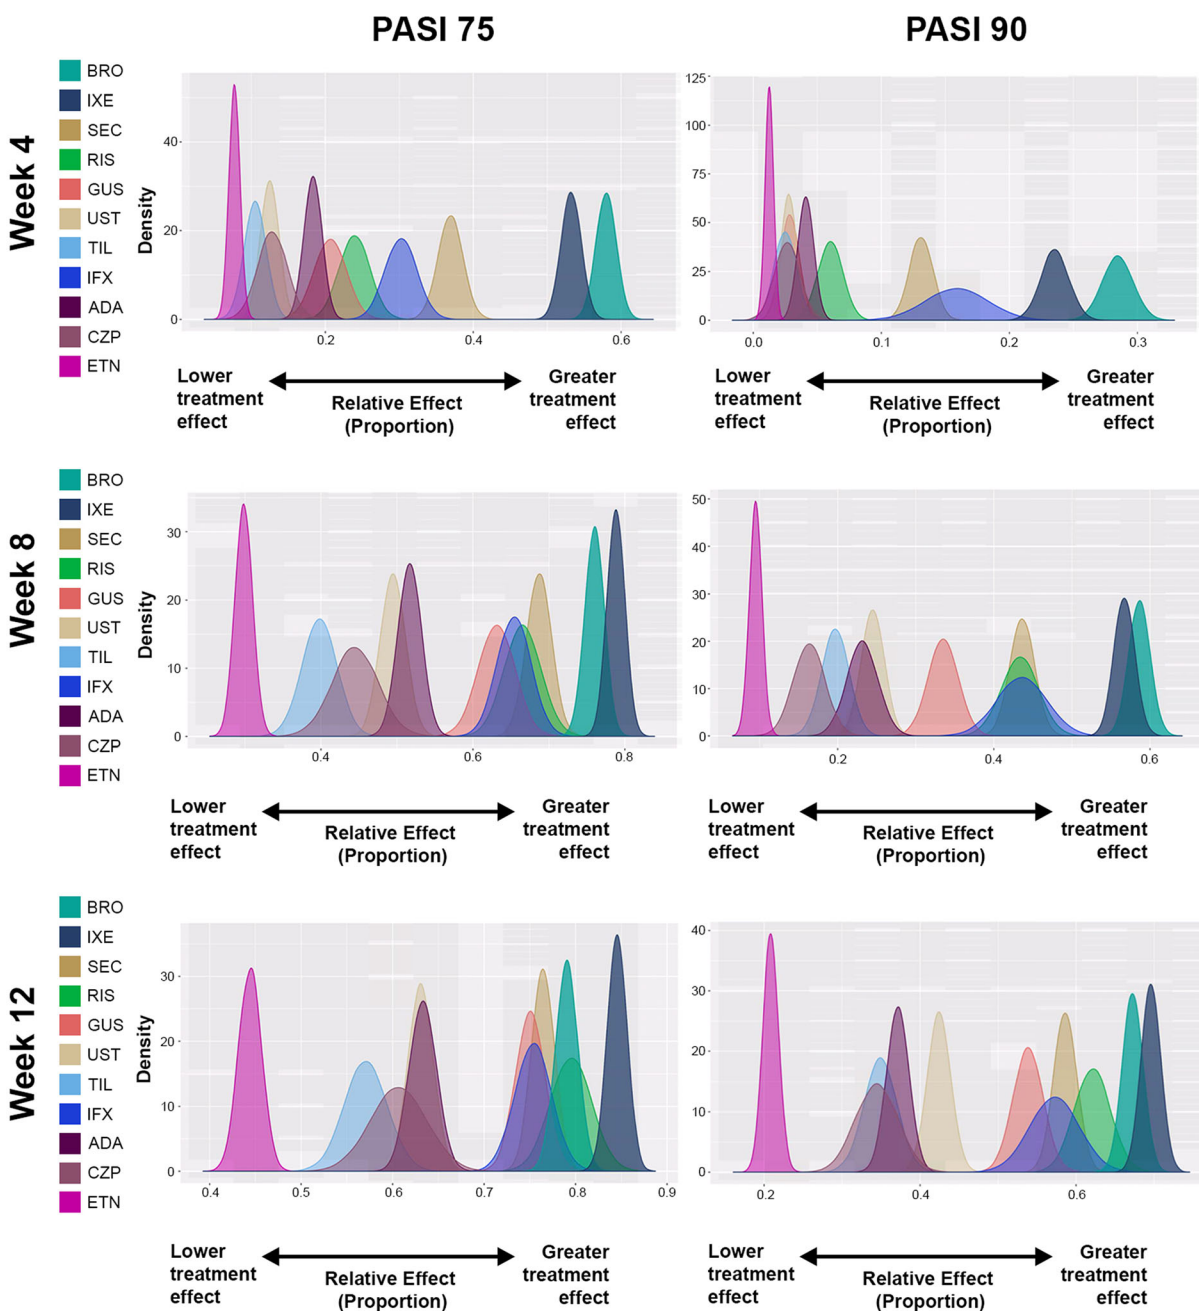 PASI 75
PASI 90
Week 4
BRO
IXE
SEC
RIS
GUS
UST
TIL
IFX
ADA
CZP
ETN
Density
40
20
0
0.2
0.4
0.6
125
100
75
50
25
0
0.0
0.1
0.2
0.3
Lower
treatment
effect
Relative Effect
(Proportion)
Greater
treatment
effect
Lower
treatment
effect
Relative Effect
(Proportion)
Greater
treatment
effect
Week 8
BRO
IXE
SEC
RIS
GUS
UST
TIL
IFX
ADA
CZP
ETN
Density
30
20
10
0
0.4
0.6
0.8
50
40
30
20
10
0
0.2
0.4
0.6
Lower
treatment
effect
Relative Effect
(Proportion)
Greater
treatment
effect
Lower
treatment
effect
Relative Effect
(Proportion)
Greater
treatment
effect
Week 12
BRO
IXE
SEC
RIS
GUS
UST
TIL
IFX
ADA
CZP
ETN
Density
30
20
10
0
0.4
0.5
0.6
0.7
0.8
0.9
40
30
20
10
0
0.2
0.4
0.6
Lower
treatment
effect
Relative Effect
(Proportion)
Greater
treatment
effect
Lower
treatment
effect
Relative Effect
(Proportion)
Greater
treatment
effect